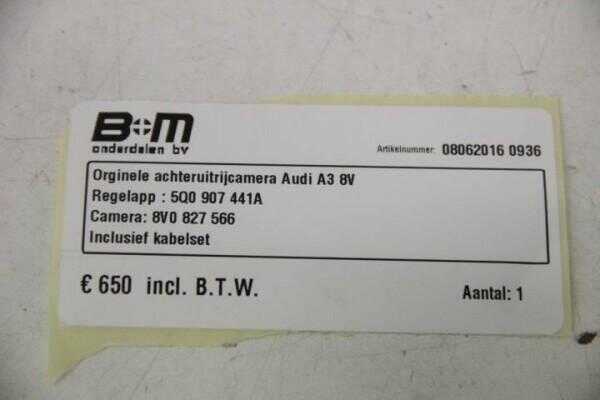 B+M
onderdelen bv
Artikelnummer: 08062016 0936
Orginele achteruitrijcamera Audi A3 8V
Regelapp : 5Q0 907 441A
Camera: 8V0 827 566
Inclusief kabelset
€ 650 incl. B.T.W.
Aantal: 1